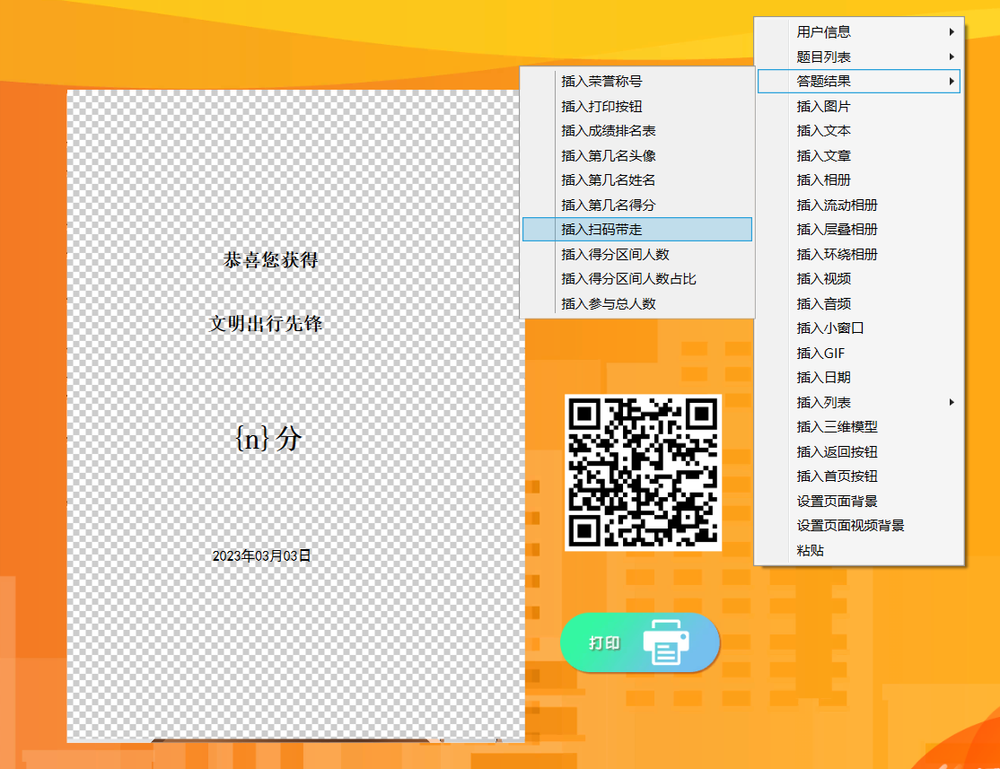 恭喜您获得
文明出行先锋
{n}分
2023年03月03日
插入荣誉称号
插入打印按钮
插入成绩排名表
插入第几名头像
插入第几名姓名
插入第几名得分
插入扫码带走
插入得分区间人数
插入得分区间人数占比
插入参与总人数
用户信息
题目列表
答题结果
插入图片
插入文本
插入文章
插入相册
插入流动相册
插入层叠相册
插入环绕相册
插入视频
插入音频
插入小窗口
插入GIF
插入日期
插入列表
插入三维模型
插入返回按钮
插入首页按钮
设置页面背景
设置页面视频背景
粘贴
打印